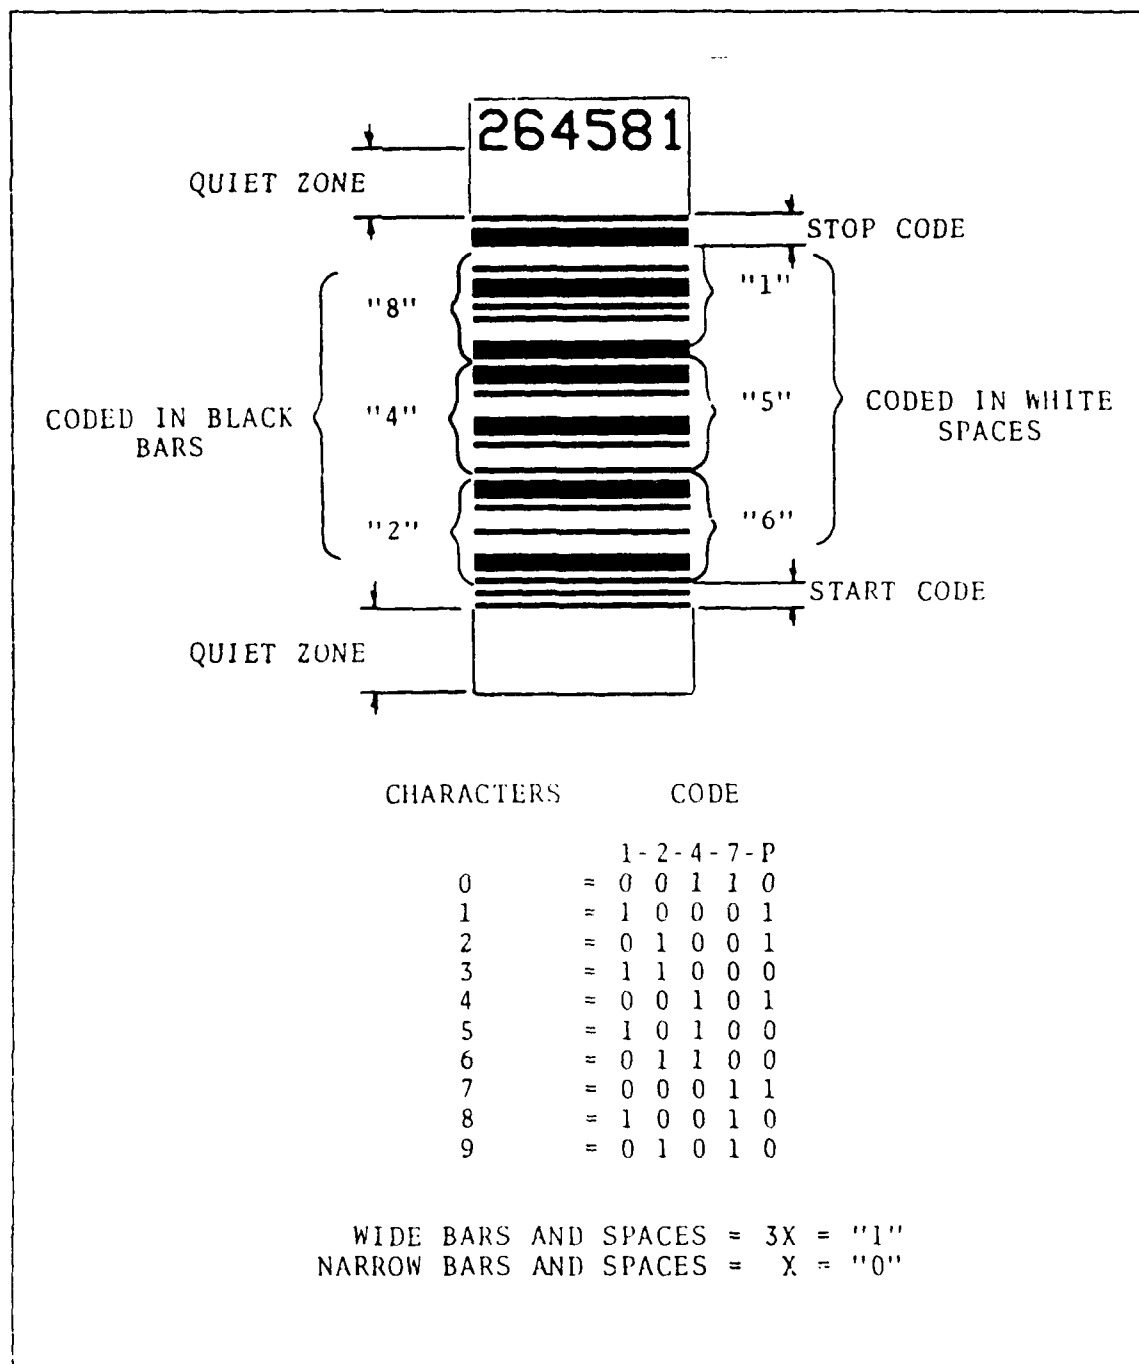 264581
QUIET ZONE
STOP CODE
"1"
"8"
CODED IN BLACK
BARS
"4"
"5"
CODED IN WHITE
SPACES
"2"
"6"
START CODE
QUIET ZONE
CHARACTERS CODE
1-2-4-7-P
0 = 0 0 1 1 0
1 = 1 0 0 0 1
2 = 0 1 0 0 1
3 = 1 1 0 0 0
4 = 0 0 1 0 1
5 = 1 0 1 0 0
6 = 0 1 1 0 0
7 = 0 0 0 1 1
8 = 1 0 0 1 0
9 = 0 1 0 1 0
WIDE BARS AND SPACES = 3X = "1"
NARROW BARS AND SPACES = X = "0"